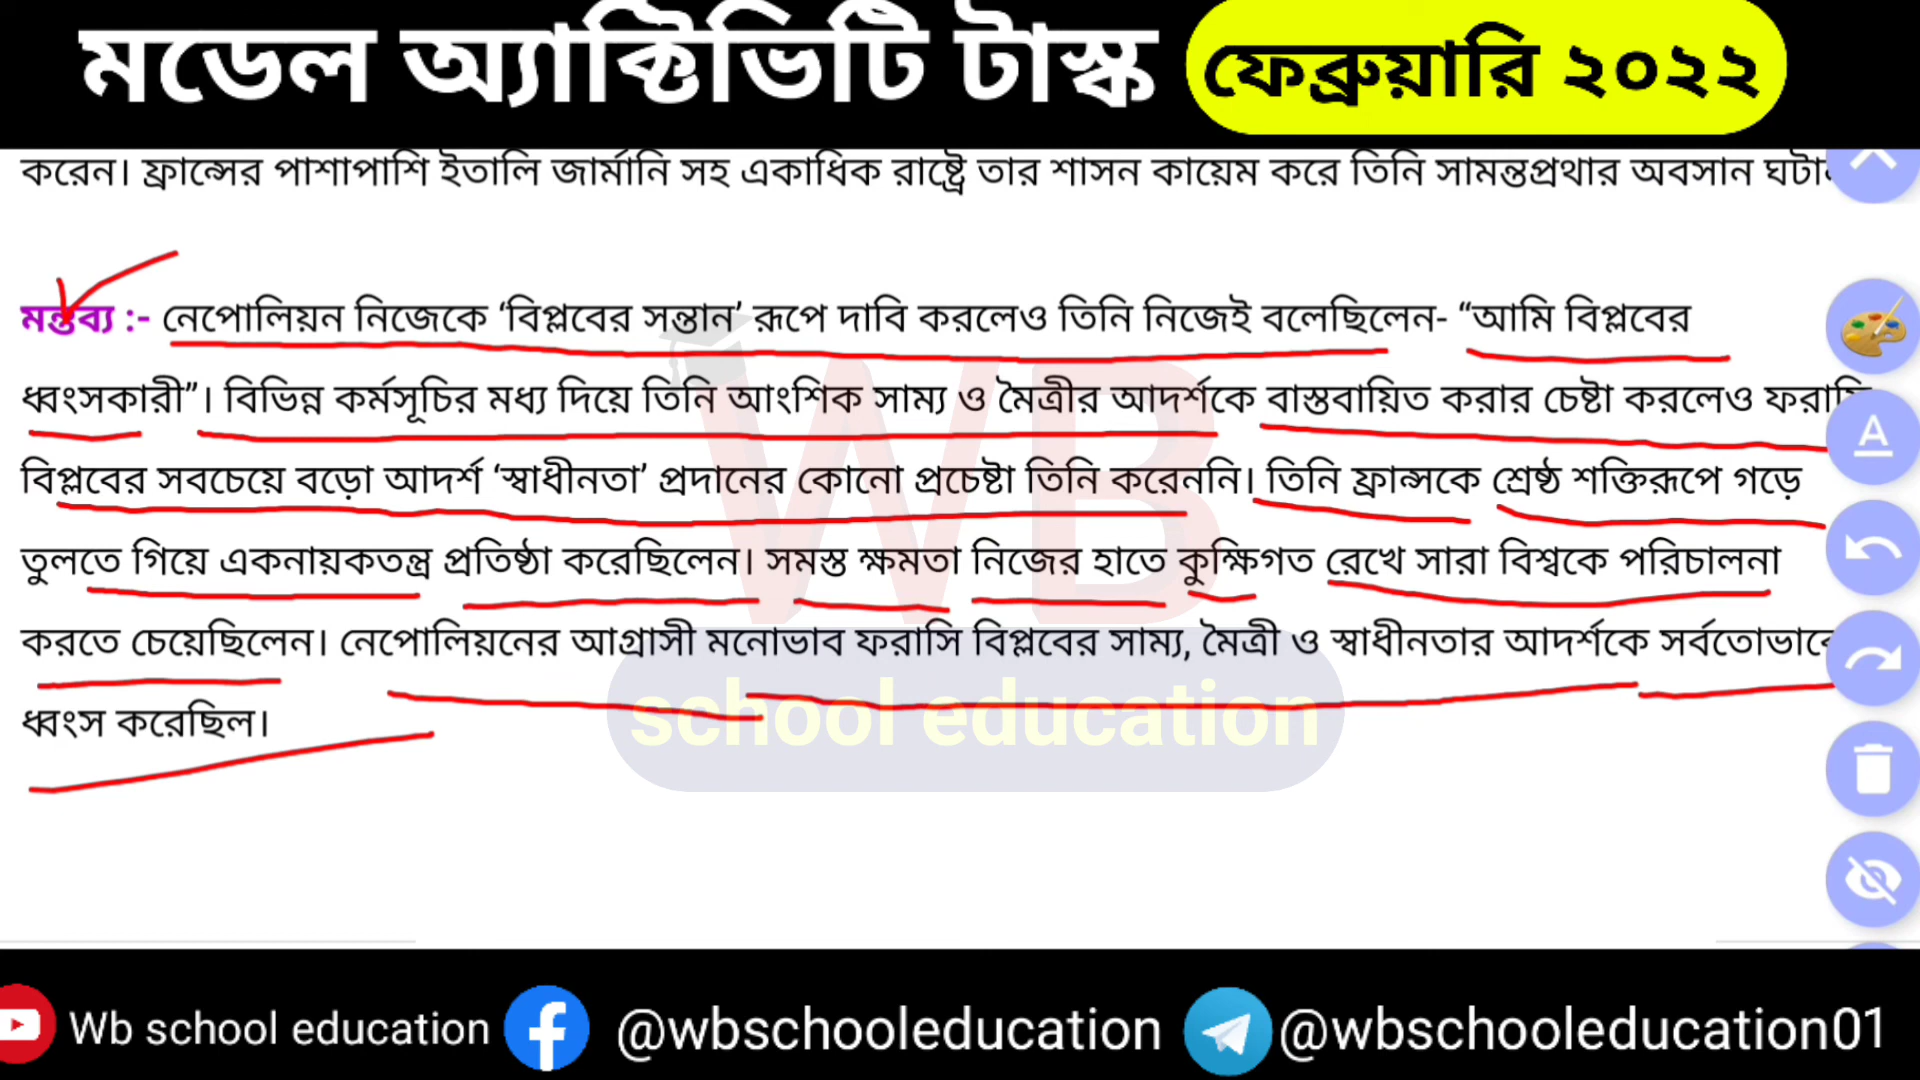 মডেল অ্যাক্টিভিটি টাস্ক ফেব্রুয়ারি ২০২২
করেন। ফ্রান্সের পাশাপাশি ইতালি জার্মানি সহ একাধিক রাষ্ট্রে তার শাসন কায়েম করে তিনি সামন্তপ্রথার অবসান
মন্তব্য :- নেপোলিয়ন নিজেকে ‘বিপ্লবের সন্তান’ রূপে দাবি করলেও তিনি নিজেই বলেছিলেন- “আমি বিপ্লবের
ধ্বংসকারী”। বিভিন্ন কর্মসূচির মধ্য দিয়ে তিনি আংশিক সাম্য ও মৈত্রীর আদর্শকে বাস্তবায়িত করার চেষ্টা করলেও ফরাসি
বিপ্লবের সবচেয়ে বড়ো আদর্শ ‘স্বাধীনতা’ প্রদানের কোনো প্রচেষ্টা তিনি করেননি। তিনি ফ্রান্সকে শ্রেষ্ঠ শক্তিরূপে গড়ে
তুলতে গিয়ে একনায়কতন্ত্র প্রতিষ্ঠা করেছিলেন। সমস্ত ক্ষমতা নিজের হাতে কুক্ষিগত রেখে সারা বিশ্বকে পরিচালনা
করতে চেয়েছিলেন। নেপোলিয়নের আগ্রাসী মনোভাব ফরাসি বিপ্লবের সাম্য, মৈত্রী ও স্বাধীনতার আদর্শকে সর্বতোভাবে
ধ্বংস করেছিল।
WB
school education
A
Wb school education @wbschooleducation @wbschooleducation01